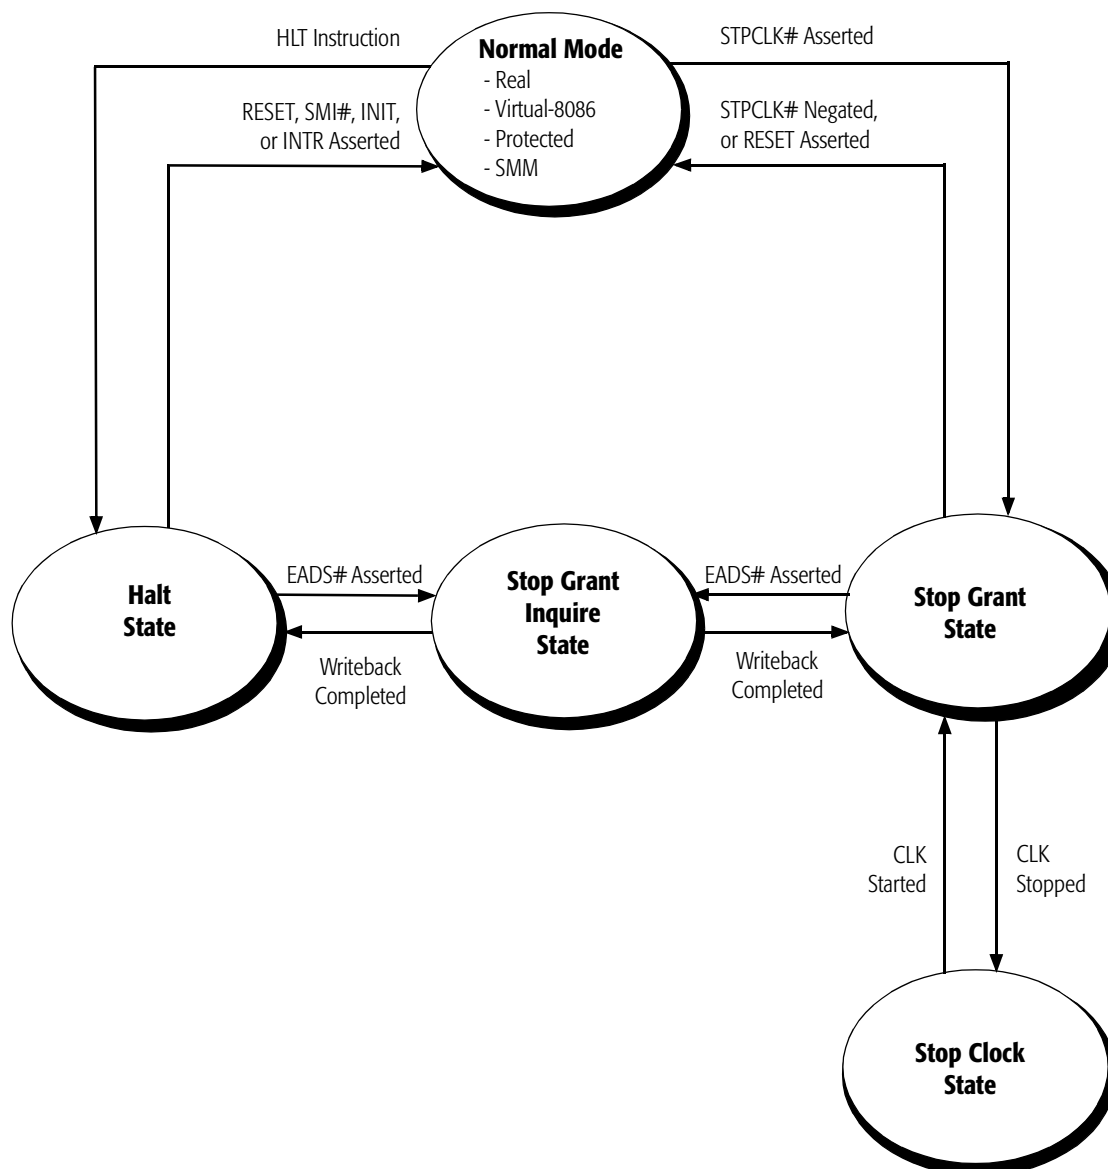 HLT Instruction
Normal Mode
- Real
- Virtual-8086
- Protected
- SMM
STPCLK# Asserted
RESET, SMI#, INIT,
or INTR Asserted
STPCLK# Negated,
or RESET Asserted
Halt
State
EADS# Asserted
Writeback
Completed
Stop Grant
Inquire
State
EADS# Asserted
Writeback
Completed
Stop Grant
State
CLK
Started
CLK
Stopped
Stop Clock
State